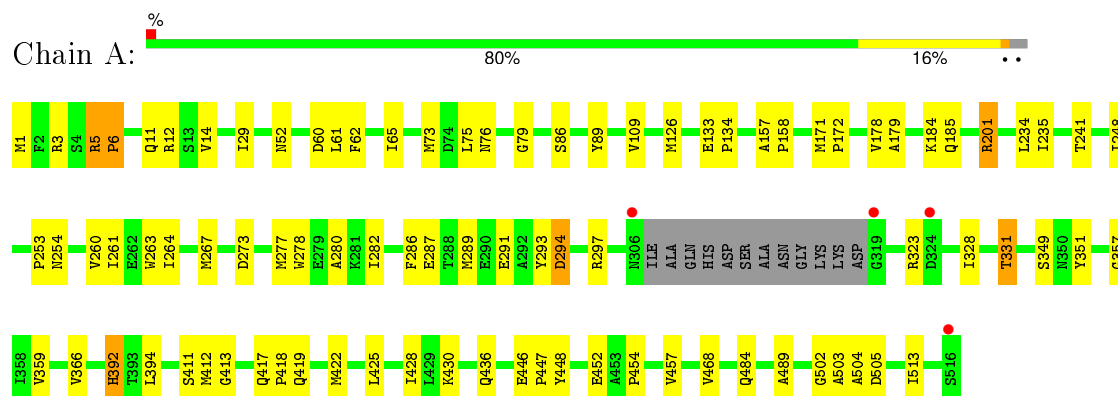 %
Chain A:
80%
16%
• •
M1 F2 R3 S4 R5 P6 Q11 R12 S13 V14 I29 N52 D60 L61 F62 I65 M73 D74 L75 N76 G79 S86 Y89 V109 M126 E133 P134 A157 P158 M171 P172 V178 A179 K184 Q185 R201 L234 I235 T241
P253 N254 V260 I261 E262 W263 I264 M267 D273 M277 W278 E279 A280 K281 I282 F286 E287 T288 M289 E290 E291 A292 Y293 D294 R297 N306 ILE ALA GLN HIS ASP SER ALA ASN GLY LYS LYS ASP G319 R323 D324 I328 T331 S349 N350 Y351
I358 V359 V366 H392 T393 L394 S411 M412 G413 Q417 P418 Q419 M422 L425 I428 L429 K430 Q436 E446 P447 Y448 E452 A453 P454 V457 V468 Q484 A489 G502 A503 A504 D505 I513 S516